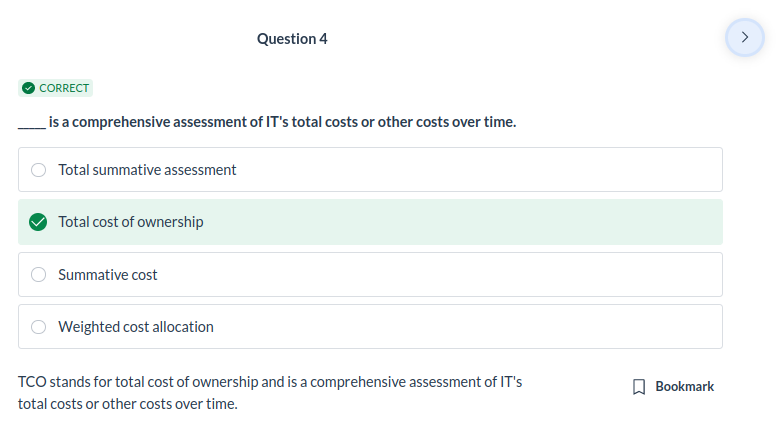 Question 4
CORRECT
_____ is a comprehensive assessment of IT's total costs or other costs over time.
Total summative assessment
Total cost of ownership
Summative cost
Weighted cost allocation
TCO stands for total cost of ownership and is a comprehensive assessment of IT's
total costs or other costs over time.
Bookmark